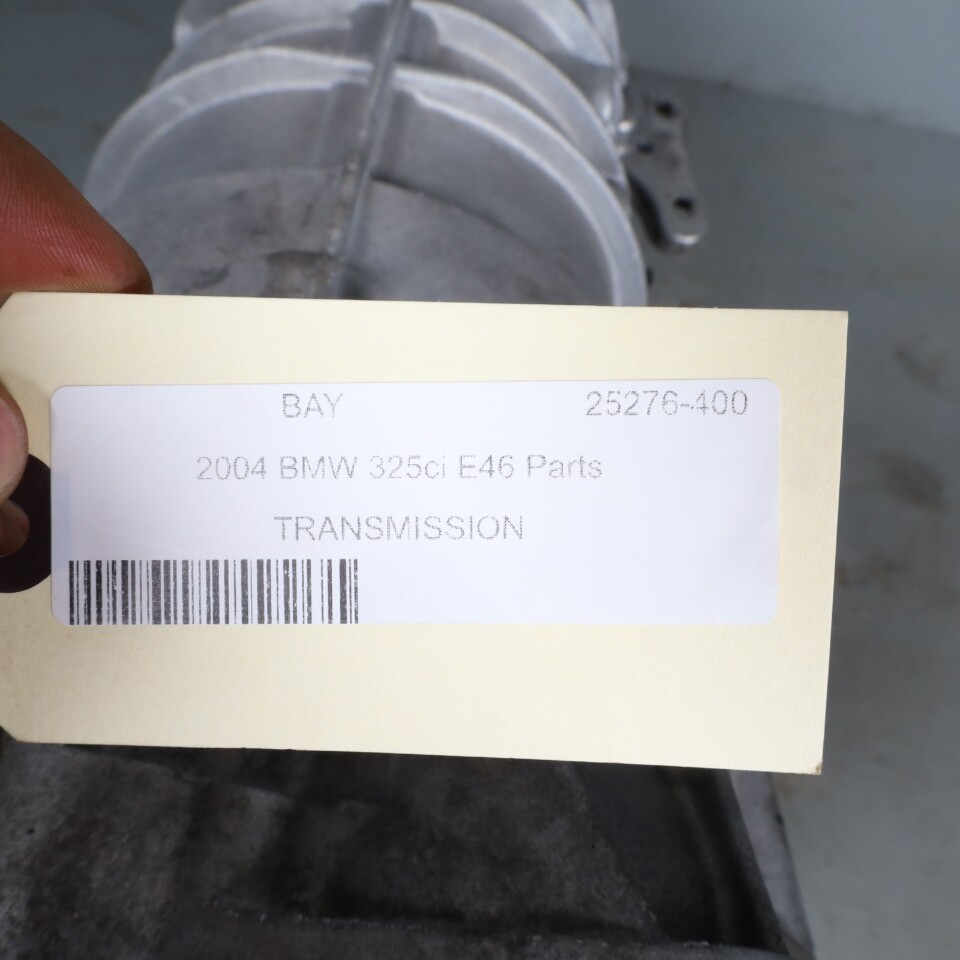 BAY 25276-400
2004 BMW 325ci E46 Parts
TRANSMISSION